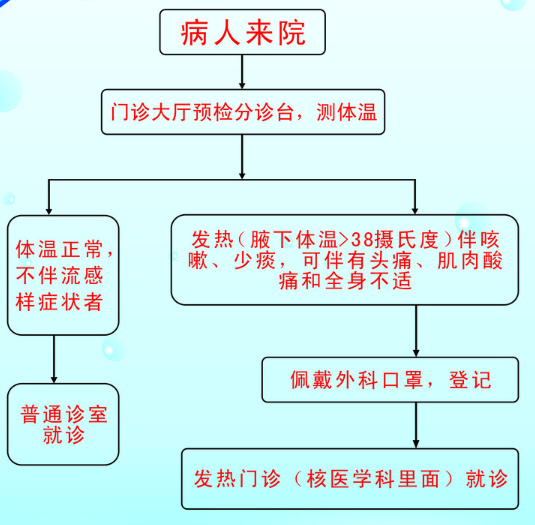 病人来院
门诊大厅预检分诊台，测体温
体温正常，
不伴流感
样症状者
发热（腋下体温>38摄氏度）伴咳
嗽、少痰，可伴有头痛、肌肉酸
痛和全身不适
佩戴外科口罩，登记
普通诊室
就诊
发热门诊（核医学科里面）就诊